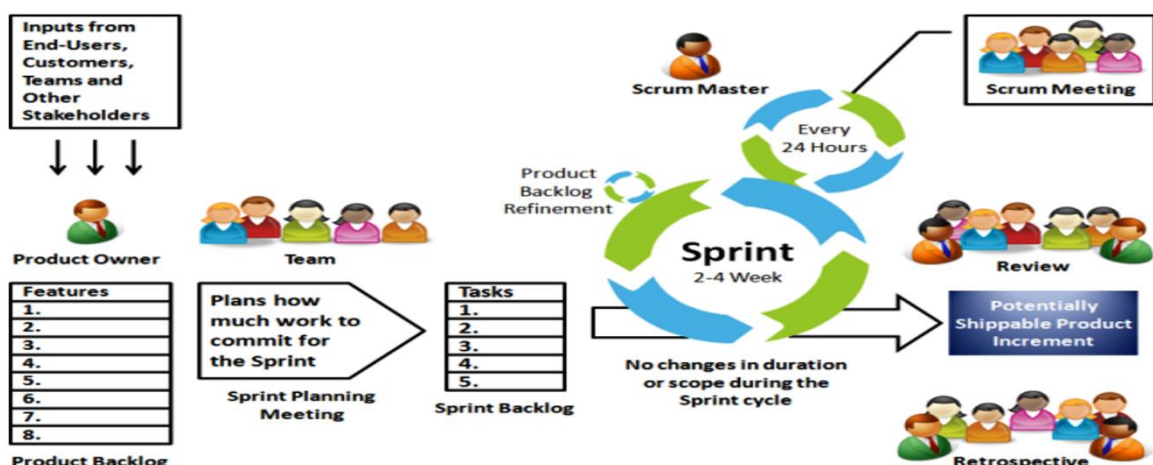 Inputs from
End-Users,
Customers,
Teams and
Other
Stakeholders
Product Owner
Features
1.
2.
3.
4.
5.
6.
7.
8.
Product Backlog
Team
Plans how
much work to
commit for
the Sprint
Sprint Planning
Meeting
Tasks
1.
2.
3.
4.
5.
Sprint Backlog
Scrum Master
Every
24 Hours
Scrum Meeting
Product
Backlog
Refinement
Sprint
2-4 Week
No changes in duration
or scope during the
Sprint cycle
Review
Potentially
Shippable Product
Increment
Retrospective